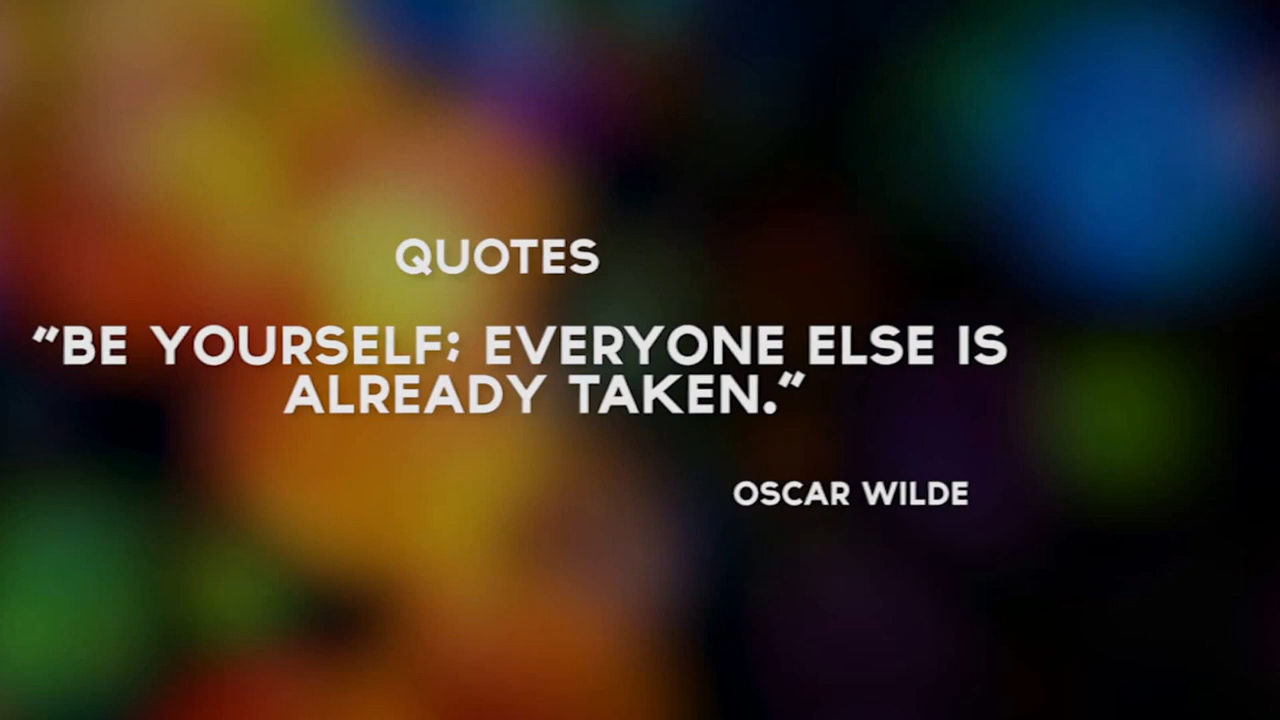 QUOTES
“BE YOURSELF; EVERYONE ELSE IS
ALREADY TAKEN.”
OSCAR WILDE